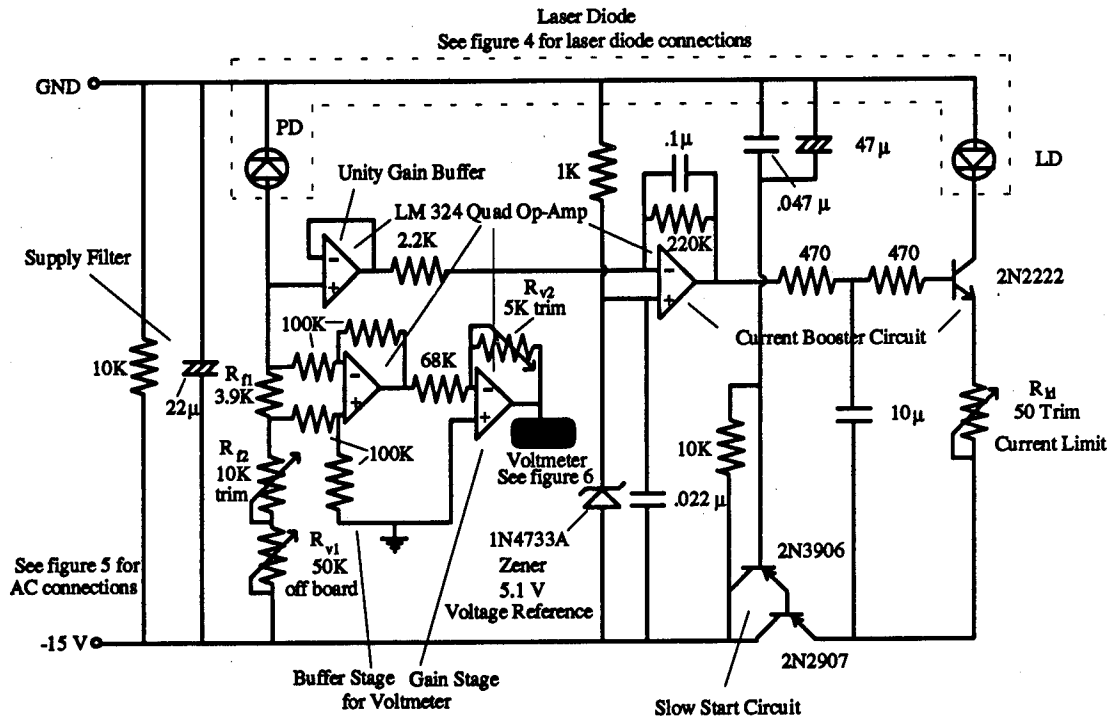 Laser Diode
See figure 4 for laser diode connections
GND
PD
.1µ
1K
47µ
LD
.047 µ
Unity Gain Buffer
LM 324 Quad Op-Amp
220K
2.2K
470
470
2N2222
Supply Filter
Rv2
5K trim
Current Booster Circuit
100K
68K
10K
22µ
Rf1
3.9K
Rld
50 Trim
Current Limit
10µ
100K
10K
Rf2
10K
trim
Voltmeter
See figure 6
.022 µ
1N4733A
Zener
5.1 V
Voltage Reference
Rv1
50K
off board
See figure 5 for
AC connections
2N3906
-15 V
2N2907
Buffer Stage
for Voltmeter
Gain Stage
Slow Start Circuit